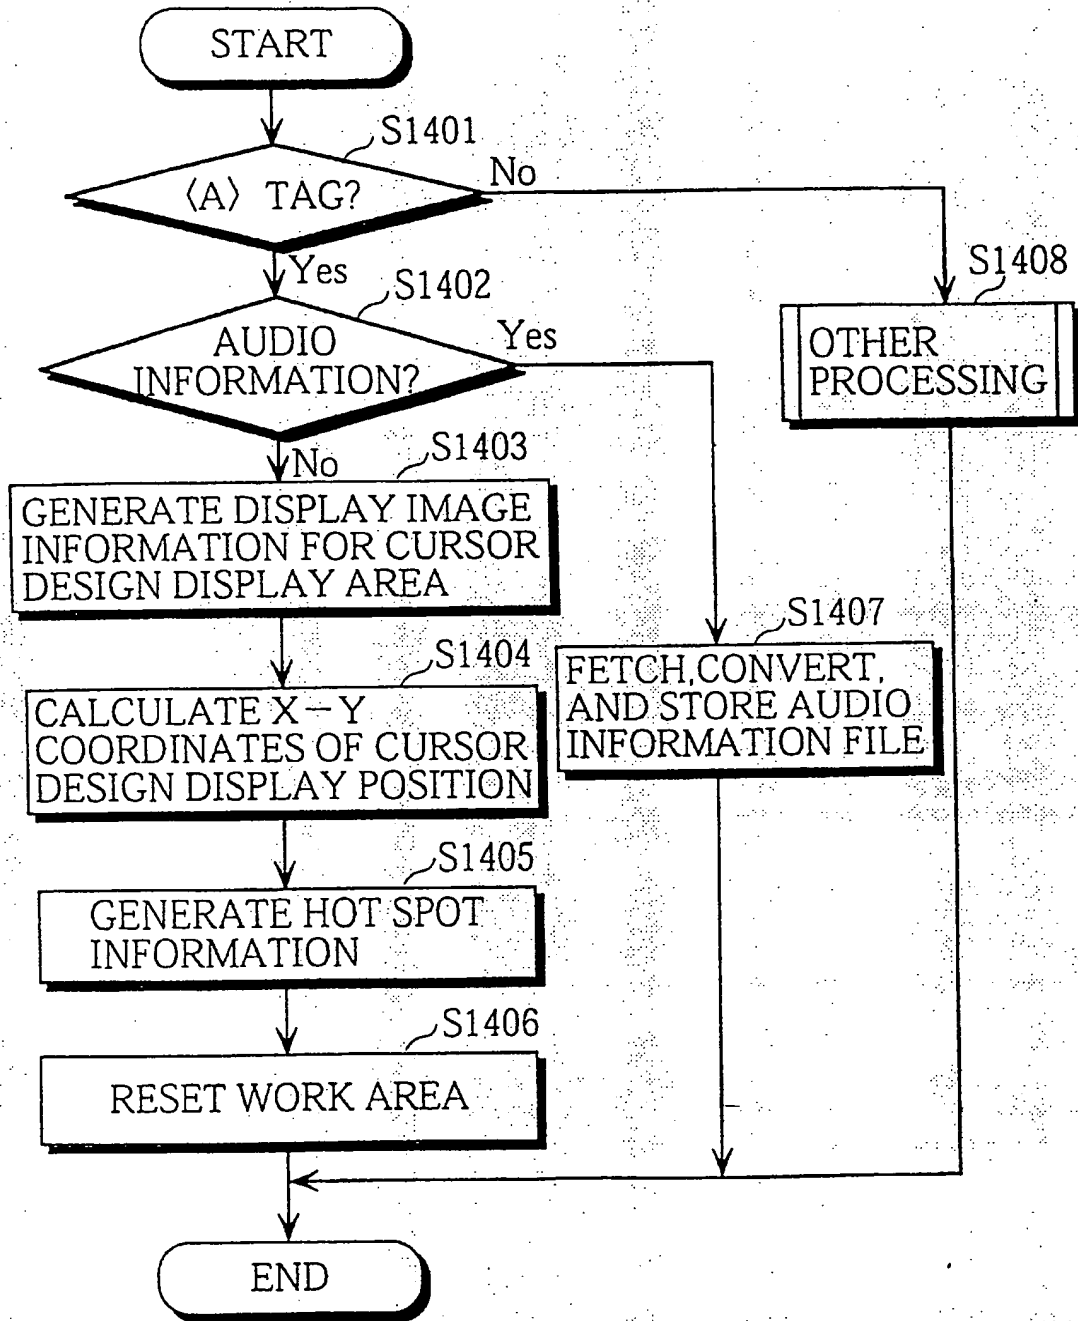 START
S1401
〈A〉 TAG?
No
Yes
S1402
AUDIO
INFORMATION?
Yes
S1408
OTHER
PROCESSING
No
S1403
GENERATE DISPLAY IMAGE
INFORMATION FOR CURSOR
DESIGN DISPLAY AREA
S1407
FETCH,CONVERT,
AND STORE AUDIO
INFORMATION FILE
S1404
CALCULATE X-Y
COORDINATES OF CURSOR
DESIGN DISPLAY POSITION
S1405
GENERATE HOT SPOT
INFORMATION
S1406
RESET WORK AREA
END